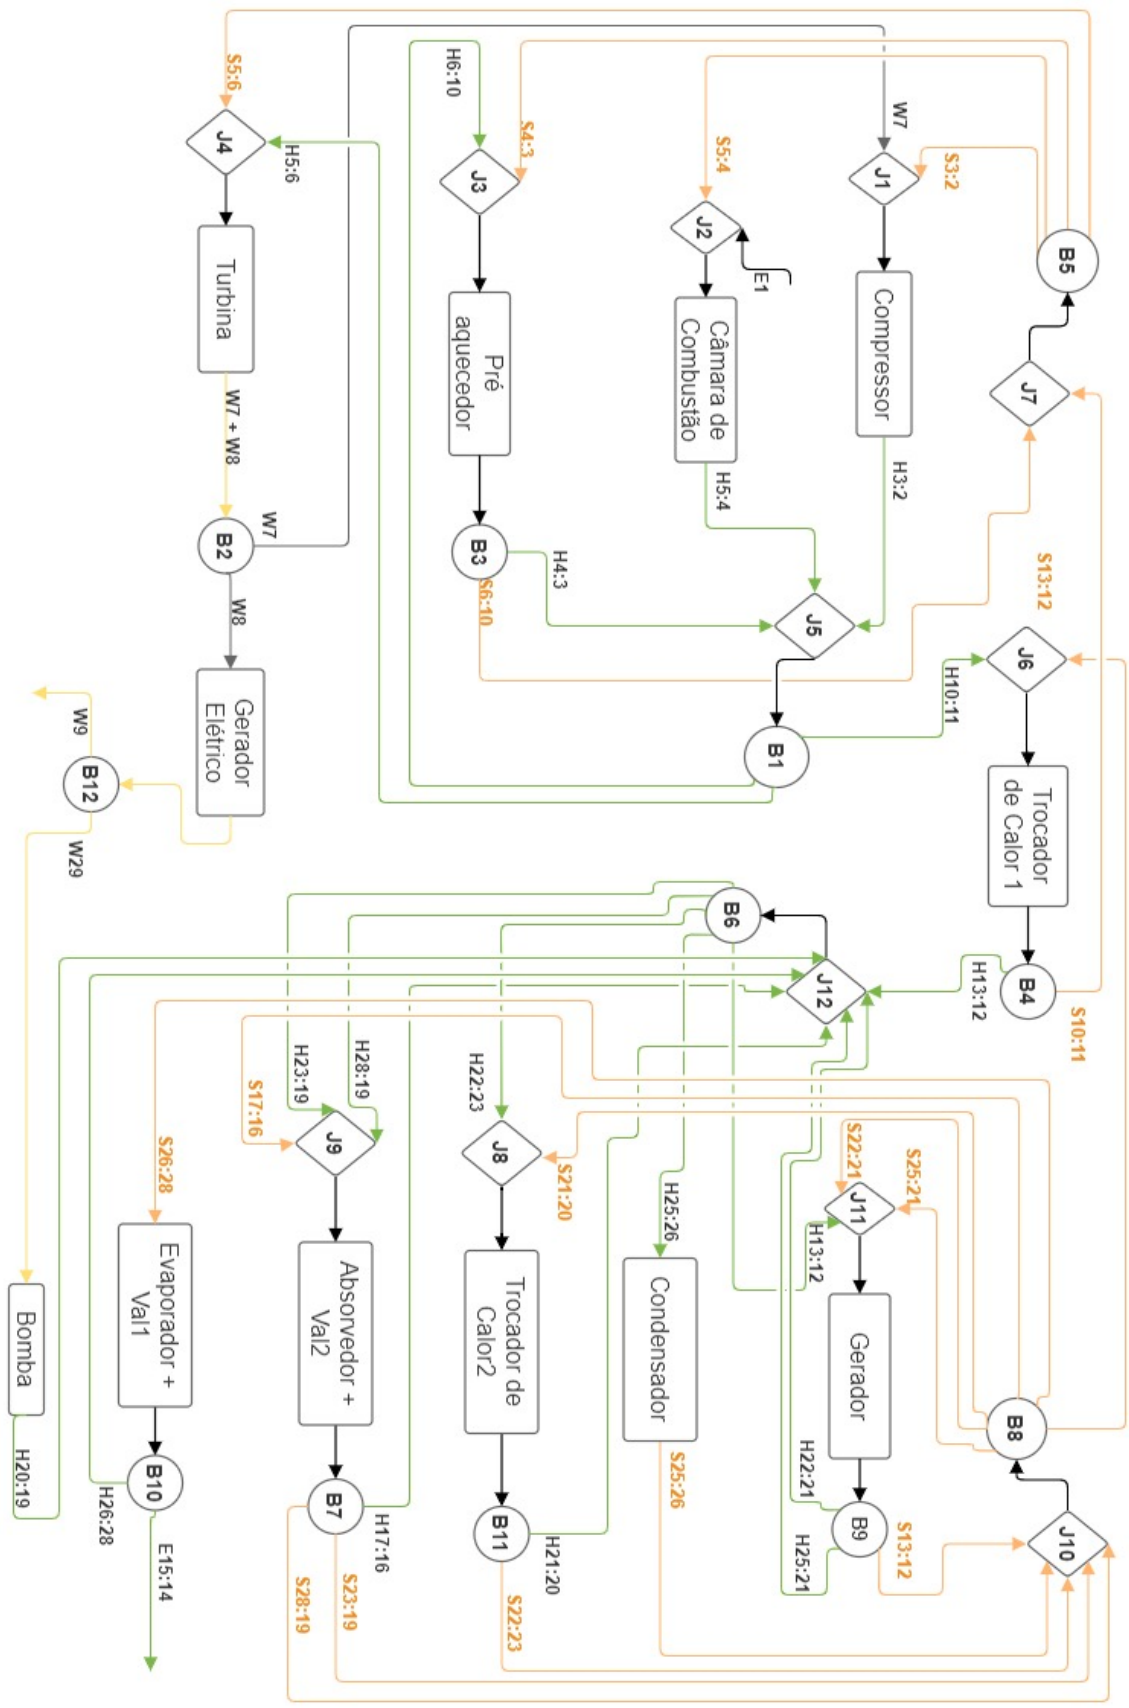 S5:6
J4
H5:6
Turbina
W7 + W8
B2
W7
W8
Gerador
Elétrico
W9
B12
W29
H6:10
J3
S4:3
Pré
aquecedor
B3
S6:10
H4:3
W7
J1
S3:2
Compressor
H3:2
S5:4
J2
E1
Câmara de
Combustão
H5:4
J5
B1
B5
J7
S13:12
J6
H10:11
Trocador
de Calor 1
B4
S10:11
H13:12
J12
B6
H23:19
H28:19
S17:16
J9
Absorvedor +
Val2
B7
H17:16
S28:19
S23:19
H22:23
J8
S21:20
Trocador de
Calor2
B11
H21:20
S22:23
H25:26
Condensador
S25:26
S22:21
S25:21
J11
H13:12
Gerador
B9
H22:21
H25:21
S13:12
B8
J10
S26:28
Evaporador +
Val1
B10
H26:28
E15:14
Bomba
H20:19